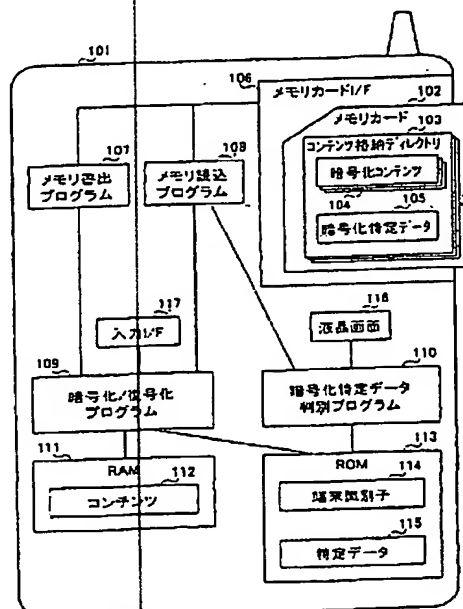 101
106
メモリカードI/F
102
メモリカード
103
コンテンツ格納ディレクトリ
暗号化コンテンツ
104
105
暗号化特定データ
107
メモリ書出
プログラム
108
メモリ読込
プログラム
117
入力I/F
116
液晶画面
109
暗号化/復号化
プログラム
110
暗号化特定データ
判別プログラム
111
RAM
112
コンテンツ
113
ROM
114
端末識別子
115
特定データ